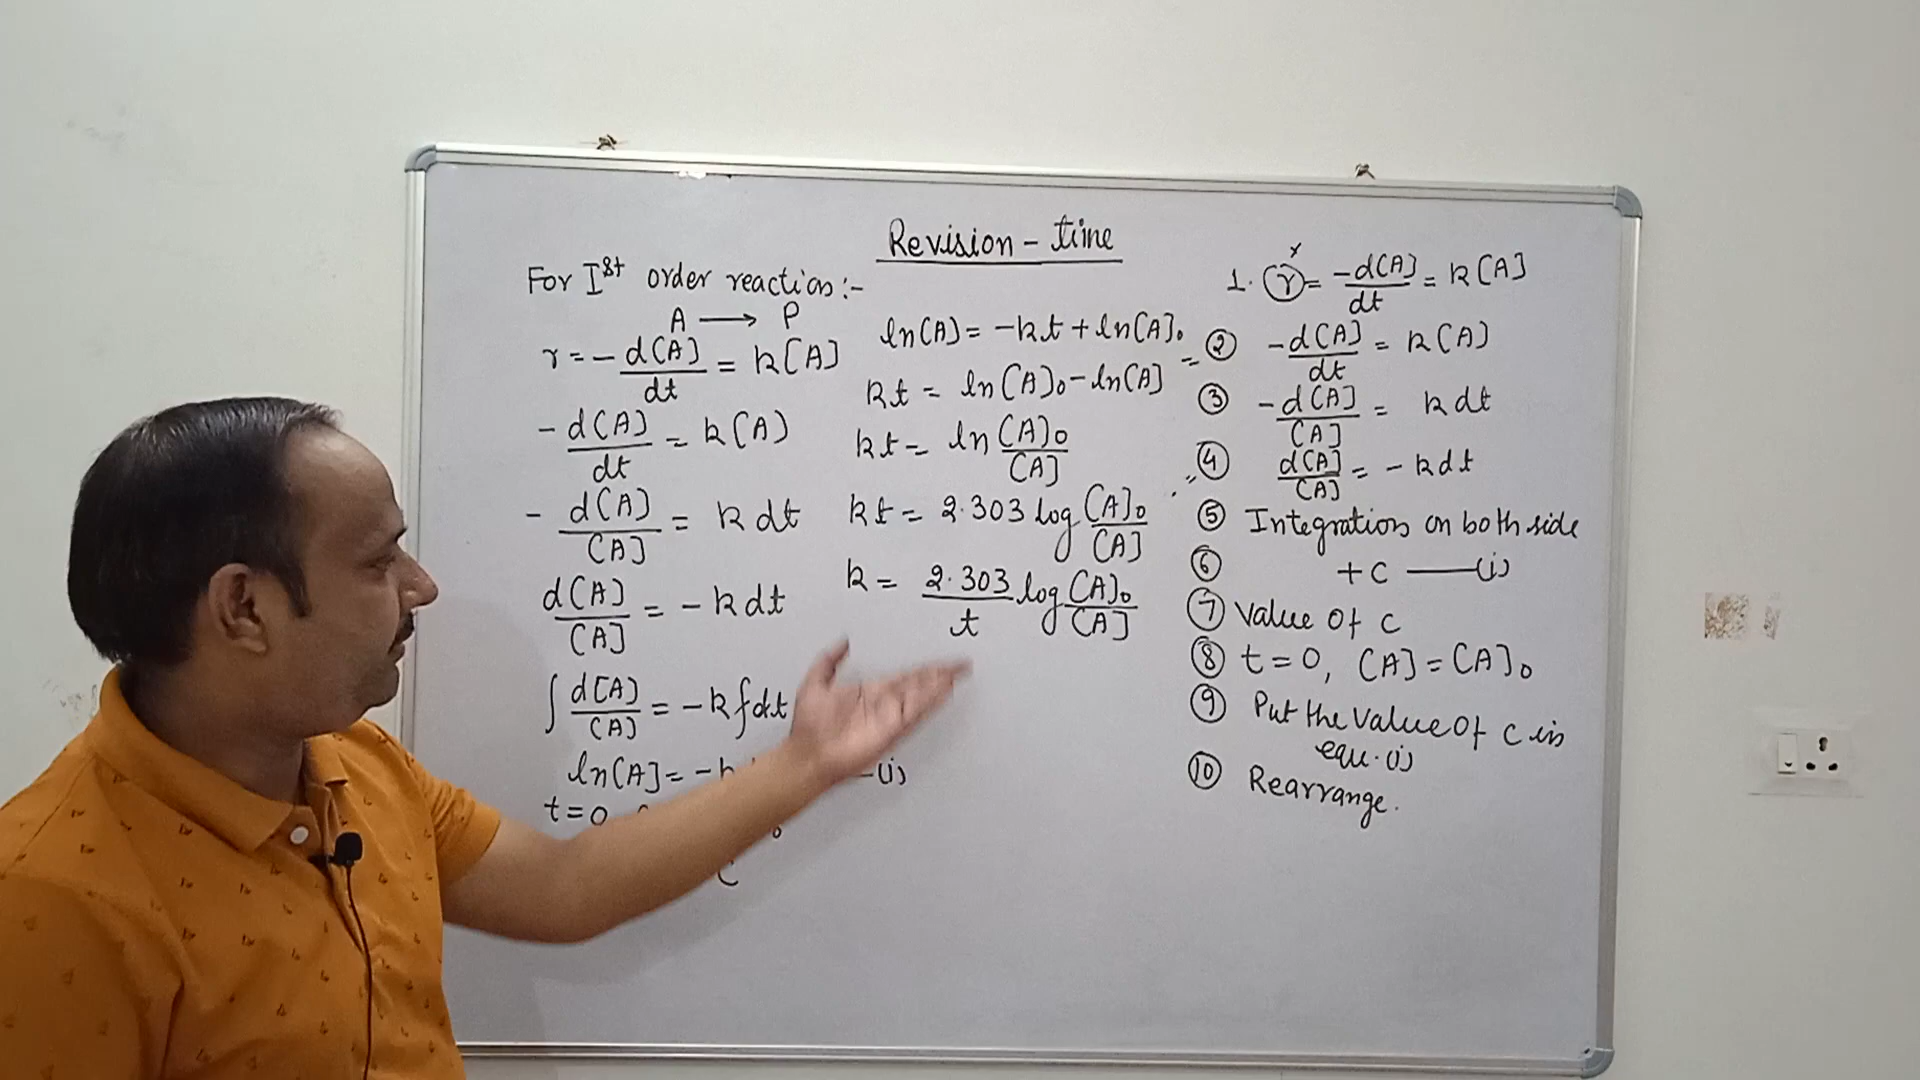 Revision - time
For Ist order reaction :-
A ⟶ P
r = - d[A]/dt = k[A]
- d[A]/dt = k[A]
- d[A]/[A] = k dt
d[A]/[A] = - k dt
∫ d[A]/[A] = - k ∫dt
ln[A] = - k -(i)
t = 0
C
ln[A] = -kt + ln[A]₀
kt = ln[A]₀ - ln[A]
kt = ln [A]₀/[A]
kt = 2.303 log [A]₀/[A]
k = 2.303/t log [A]₀/[A]
1. r = -d[A]/dt = k[A]
② -d[A]/dt = k[A]
③ -d[A]/[A] = k dt
④ d[A]/[A] = - k dt
⑤ Integration on both side
⑥ + C ——(i)
⑦ Value of C
⑧ t = 0, [A] = [A]₀
⑨ Put the value of C in
equ. (i)
⑩ Rearrange.